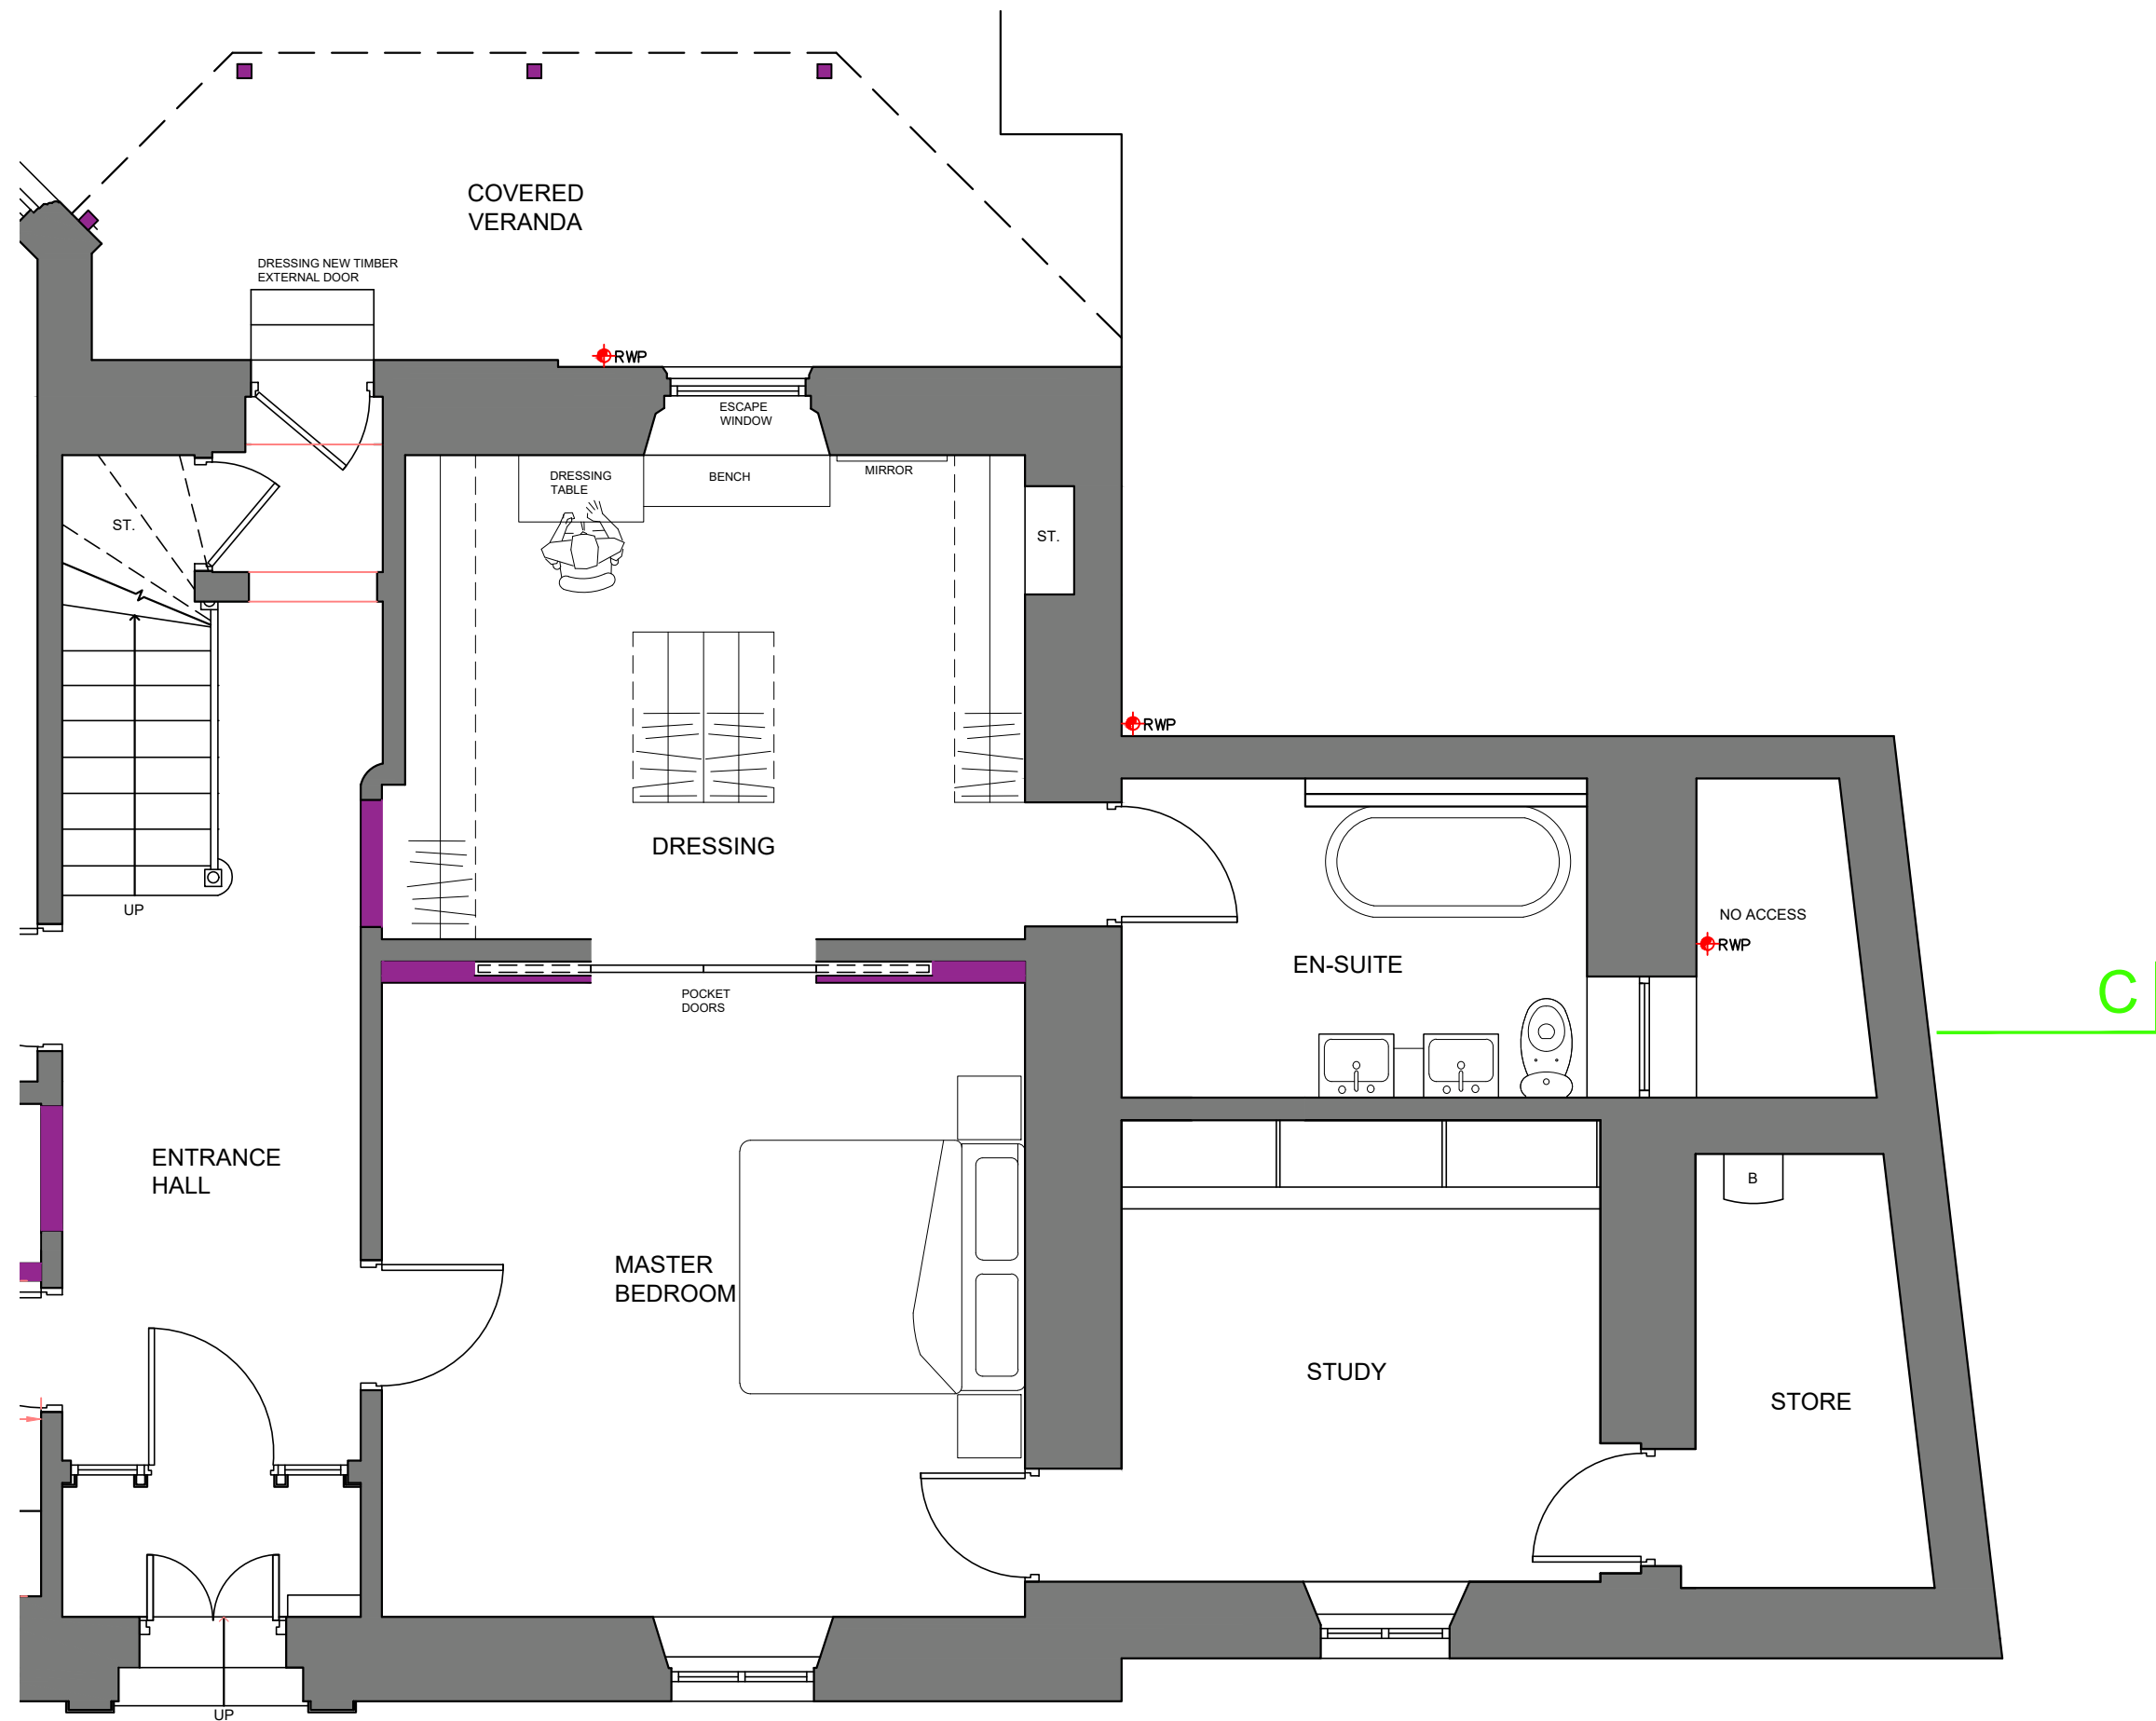 COVERED
VERANDA
DRESSING NEW TIMBER
EXTERNAL DOOR
RWP
ESCAPE
WINDOW
DRESSING
TABLE
BENCH
MIRROR
ST.
ST.
RWP
DRESSING
UP
NO ACCESS
RWP
EN-SUITE
C
POCKET
DOORS
ENTRANCE
HALL
B
MASTER
BEDROOM
STUDY
STORE
UP